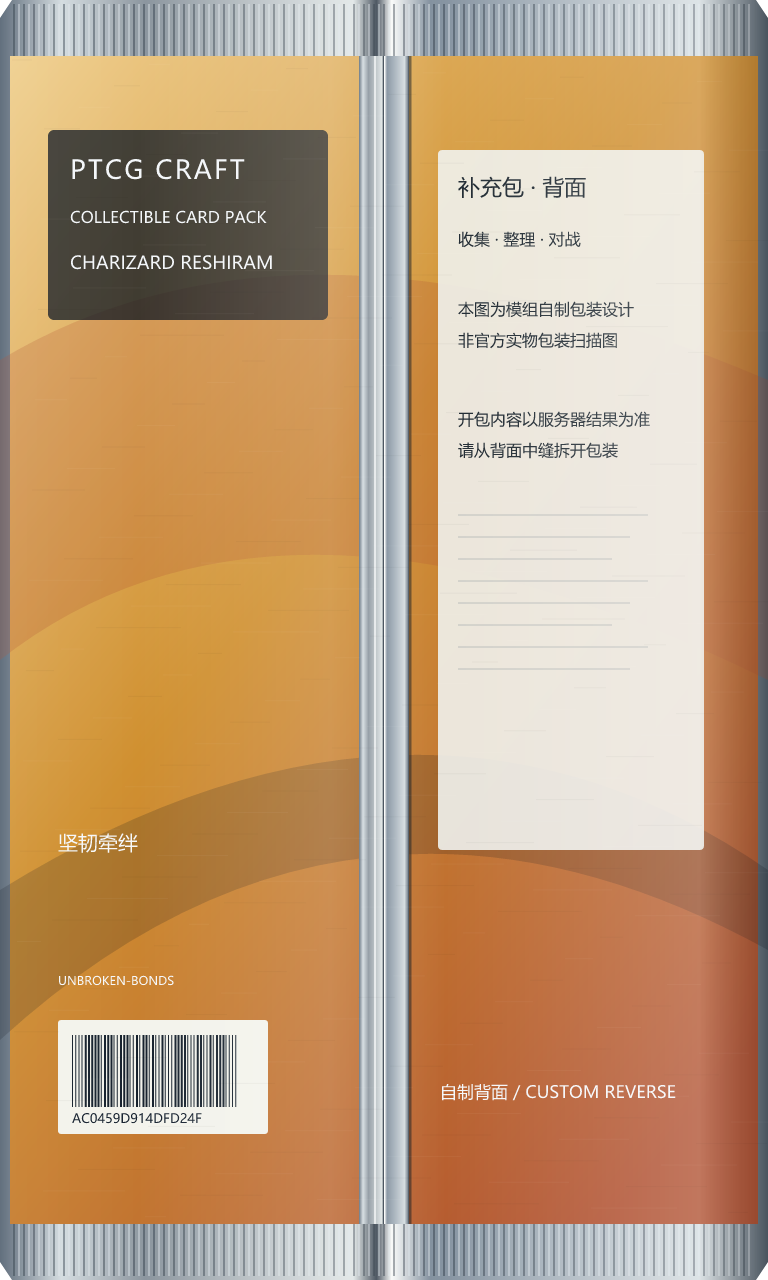 PTCG CRAFT
COLLECTIBLE CARD PACK
CHARIZARD RESHIRAM
坚韧牵绊
UNBROKEN-BONDS
AC0459D914DFD24F
补充包 · 背面
收集 · 整理 · 对战
本图为模组自制包装设计
非官方实物包装扫描图
开包内容以服务器结果为准
请从背面中缝拆开包装
自制背面 / CUSTOM REVERSE